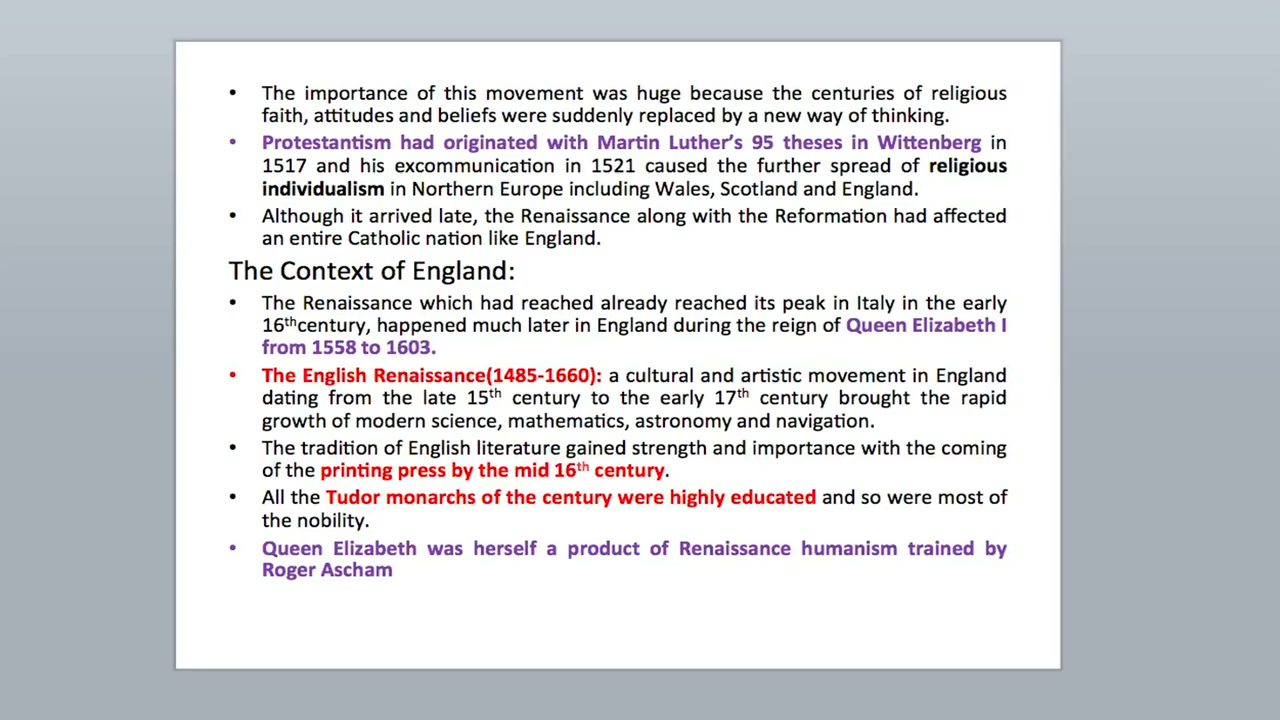 • The importance of this movement was huge because the centuries of religious
faith, attitudes and beliefs were suddenly replaced by a new way of thinking.
• Protestantism had originated with Martin Luther’s 95 theses in Wittenberg in
1517 and his excommunication in 1521 caused the further spread of religious
individualism in Northern Europe including Wales, Scotland and England.
• Although it arrived late, the Renaissance along with the Reformation had affected
an entire Catholic nation like England.
The Context of England:
• The Renaissance which had reached already reached its peak in Italy in the early
16thcentury, happened much later in England during the reign of Queen Elizabeth I
from 1558 to 1603.
• The English Renaissance(1485-1660): a cultural and artistic movement in England
dating from the late 15th century to the early 17th century brought the rapid
growth of modern science, mathematics, astronomy and navigation.
• The tradition of English literature gained strength and importance with the coming
of the printing press by the mid 16th century.
• All the Tudor monarchs of the century were highly educated and so were most of
the nobility.
• Queen Elizabeth was herself a product of Renaissance humanism trained by
Roger Ascham